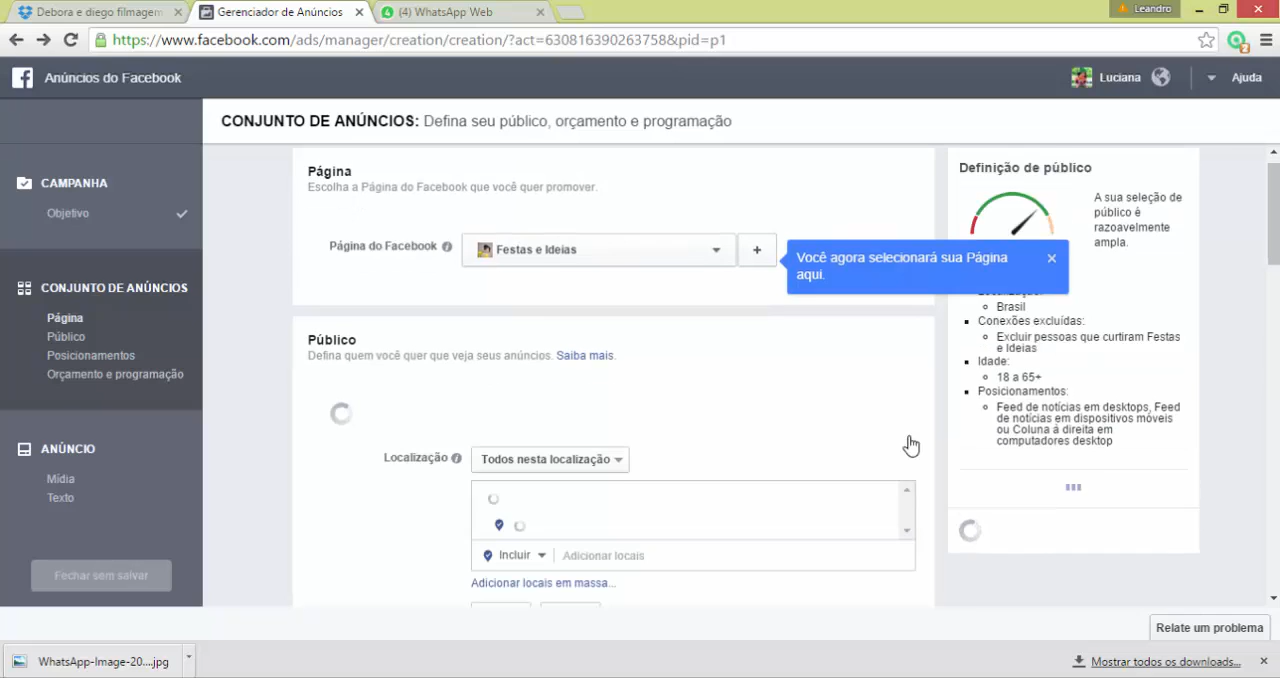 Debora e diego filmagem
Gerenciador de Anúncios
(4) WhatsApp Web
Leandro
https://www.facebook.com/ads/manager/creation/creation/?act=630816390263758&pid=p1
2
Anúncios do Facebook
Luciana
Ajuda
CONJUNTO DE ANÚNCIOS: Defina seu público, orçamento e programação
CAMPANHA
Objetivo
CONJUNTO DE ANÚNCIOS
Página
Público
Posicionamentos
Orçamento e programação
ANÚNCIO
Mídia
Texto
Fechar sem salvar
Página
Escolha a Página do Facebook que você quer promover.
Página do Facebook
Festas e Ideias
+
Você agora selecionará sua Página
aqui.
Público
Defina quem você quer que veja seus anúncios. Saiba mais.
Localização
Todos nesta localização
Incluir
Adicionar locais
Adicionar locais em massa...
Definição de público
A sua seleção de
público é
razoavelmente
ampla.
Brasil
Conexões excluídas:
Excluir pessoas que curtiram Festas
e Ideias
Idade:
18 a 65+
Posicionamentos:
Feed de notícias em desktops, Feed
de notícias em dispositivos móveis
ou Coluna à direita em
computadores desktop
Relate um problema
WhatsApp-Image-20....jpg
Mostrar todos os downloads...